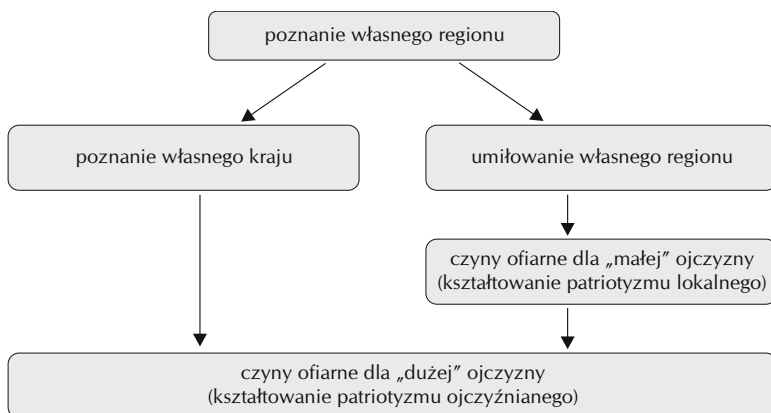 poznanie własnego regionu
poznanie własnego kraju
umiłowanie własnego regionu
czyny ofiarne dla „małej” ojczyzny
(kształtowanie patriotyzmu lokalnego)
czyny ofiarne dla „dużej” ojczyzny
(kształtowanie patriotyzmu ojczyźnianego)